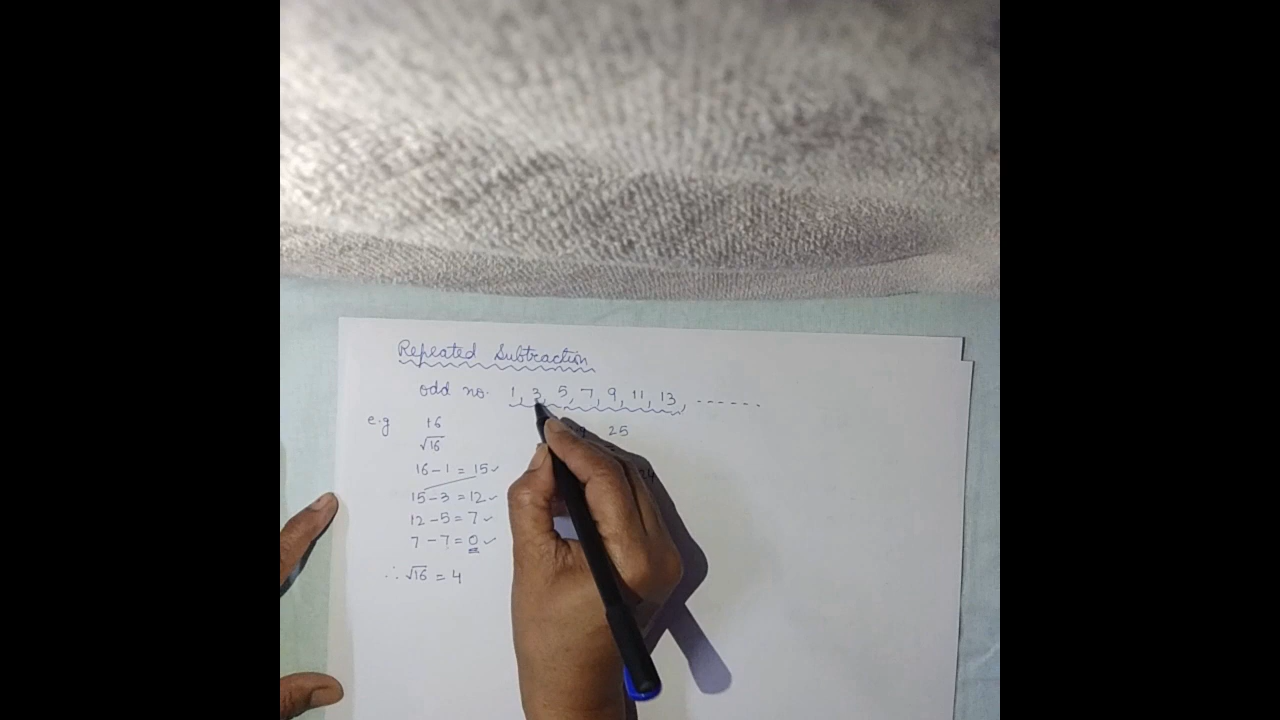 Repeated Subtraction
odd no. 1, 3, 5, 7, 9, 11, 13, ------
e.g 16
√16
25
16 - 1 = 15 ✓
24
15 - 3 = 12 ✓
12 - 5 = 7 ✓
7 - 7 = 0 ✓
∴ √16 = 4